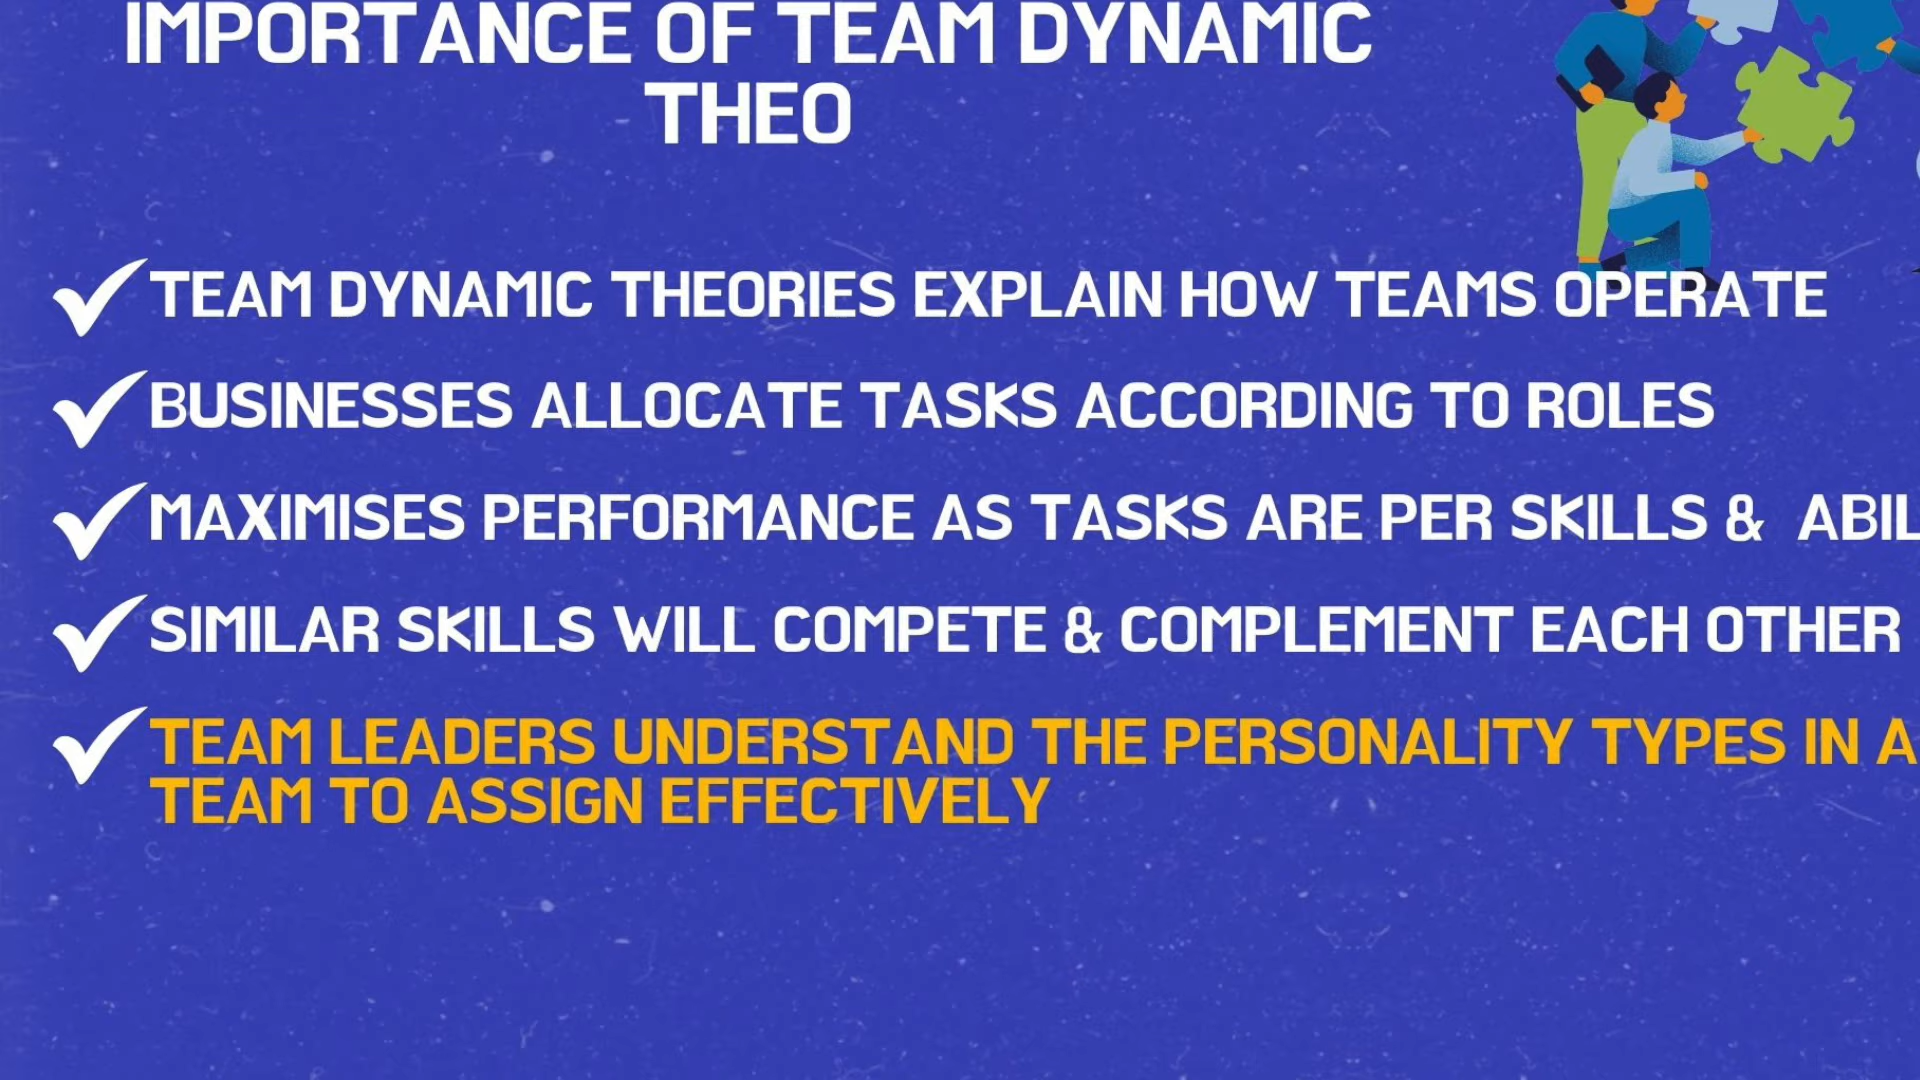 IMPORTANCE OF TEAM DYNAMIC
THEO
TEAM DYNAMIC THEORIES EXPLAIN HOW TEAMS OPERATE
BUSINESSES ALLOCATE TASKS ACCORDING TO ROLES
MAXIMISES PERFORMANCE AS TASKS ARE PER SKILLS & ABIL
SIMILAR SKILLS WILL COMPETE & COMPLEMENT EACH OTHER
TEAM LEADERS UNDERSTAND THE PERSONALITY TYPES IN A
TEAM TO ASSIGN EFFECTIVELY